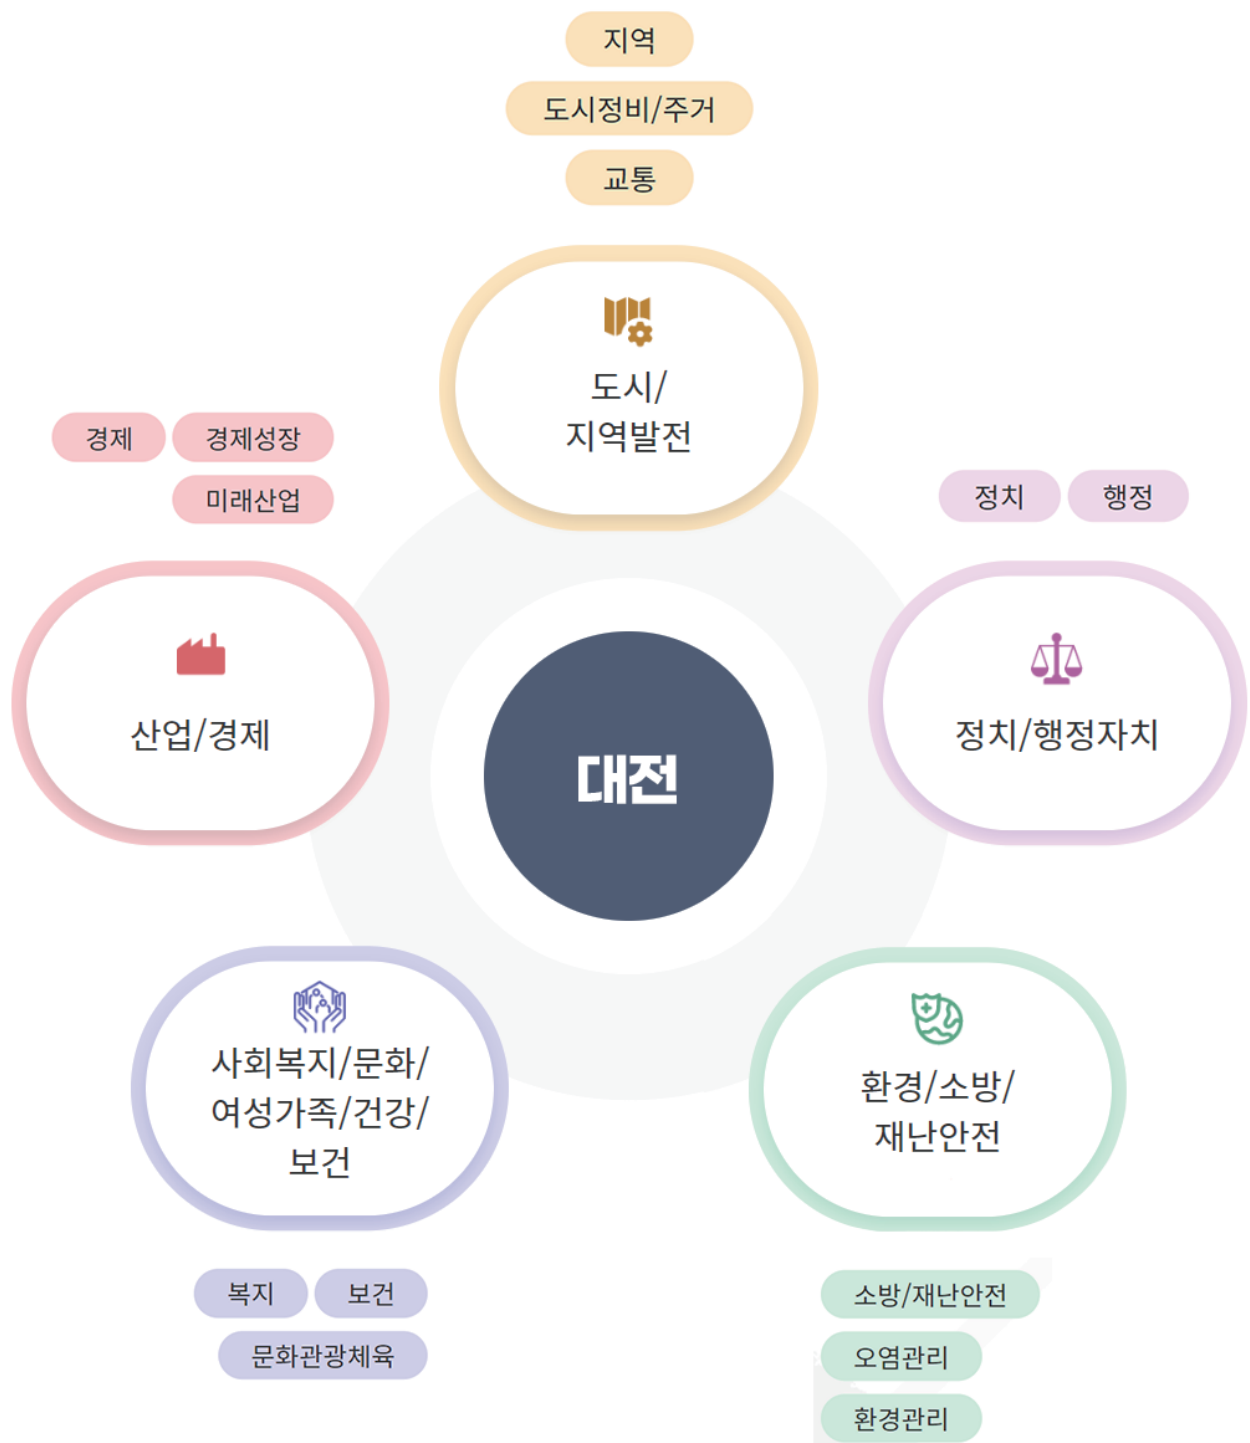 지역
도시정비/주거
교통
도시/
지역발전
경제
경제성장
미래산업
산업/경제
정치
행정
정치/행정자치
대전
사회복지/문화/
여성가족/건강/
보건
복지
보건
문화관광체육
환경/소방/
재난안전
소방/재난안전
오염관리
환경관리